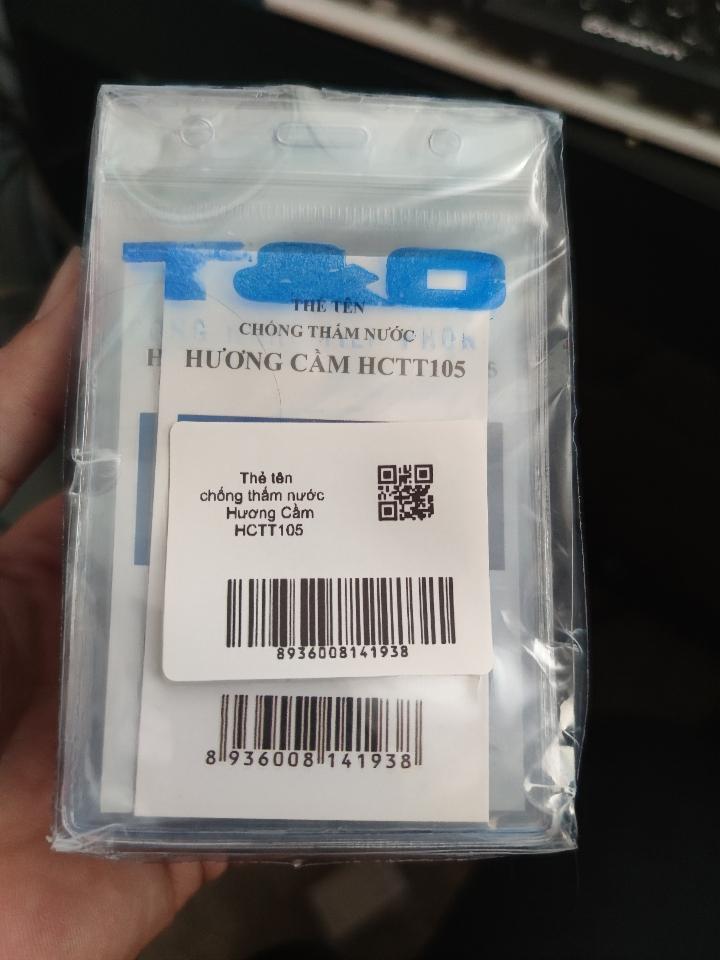 T&O
THẺ TÊN
CHỐNG THẤM NƯỚC
HƯƠNG CẦM HCTT105
Thẻ tên
chống thấm nước
Hương Cầm
HCTT105
8936008141938
8 936008 141938